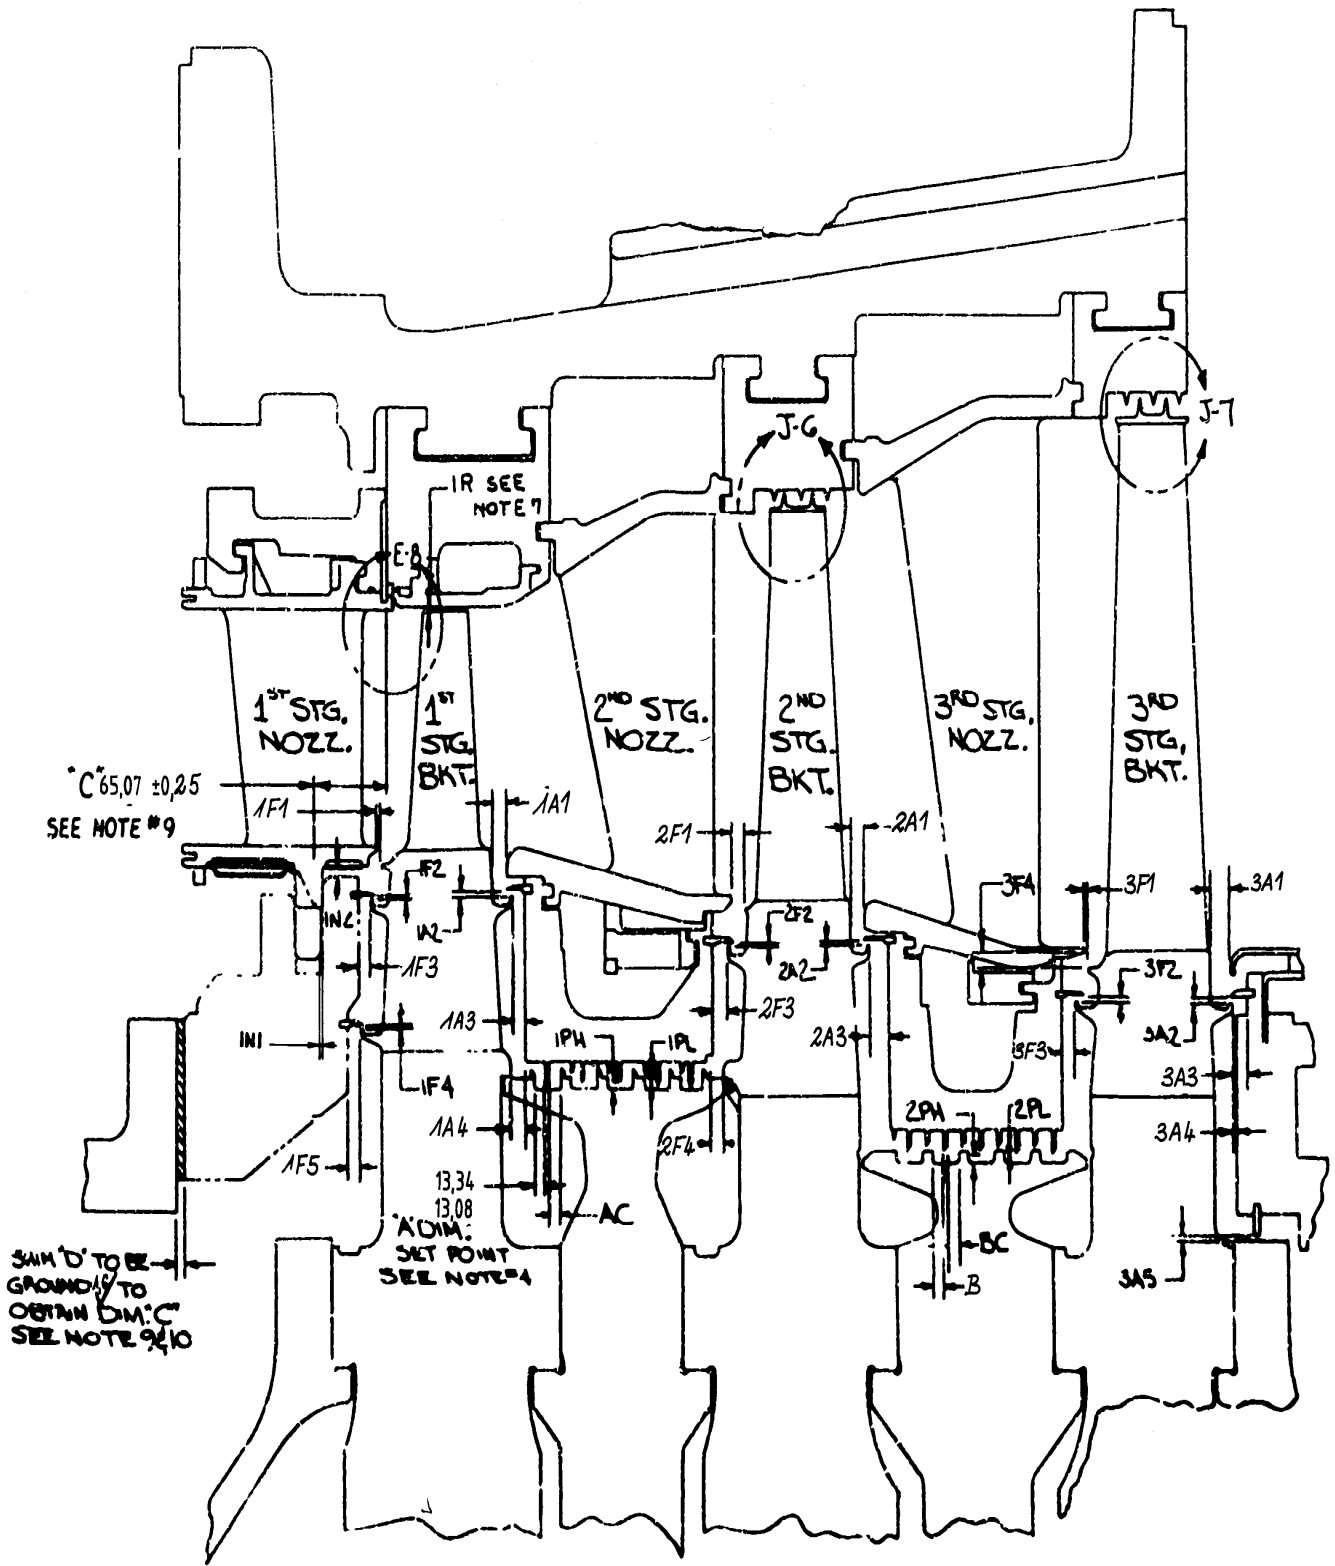 J-7
J-6
1R SEE
NOTE 7
E-8
1ST STG.
NOZZ.
1ST
STG.
BKT.
2ND STG.
NOZZ.
2ND
STG.
BKT.
3RD STG.
NOZZ.
3RD
STG.
BKT.
"C" 65,07 ±0,25
SEE NOTE #9
1F1
1A1
2F1
2A1
3F4
3F1
3A1
1F2
1N2
1A2
1F3
2F2
2A2
3F2
3A2
1N1
1A3
2F3
2A3
3F3
3A3
1PH
1PL
1F4
1A4
2F4
2PH
2PL
3A4
1F5
13,34
13,08
"A" DIM.
SET POINT
SEE NOTE #4
AC
BC
B
3A5
SHIM "D" TO BE
GROUND TO
OBTAIN DIM. "C"
SEE NOTE 9&10